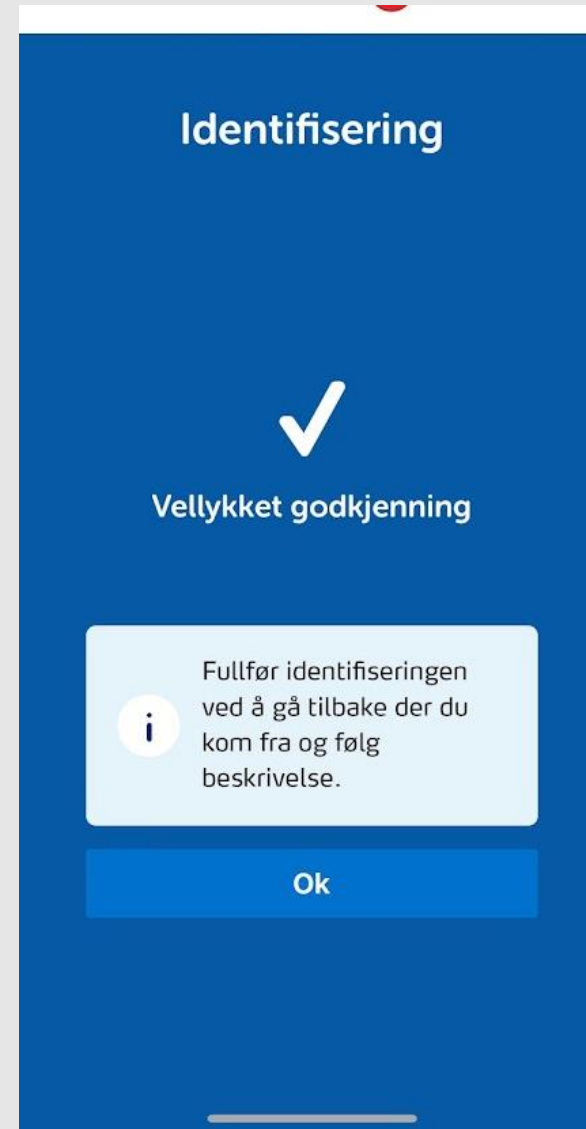 Identifisering
Vellykket godkjenning
Fullfør identifiseringen
ved å gå tilbake der du
kom fra og følg
beskrivelse.
Ok